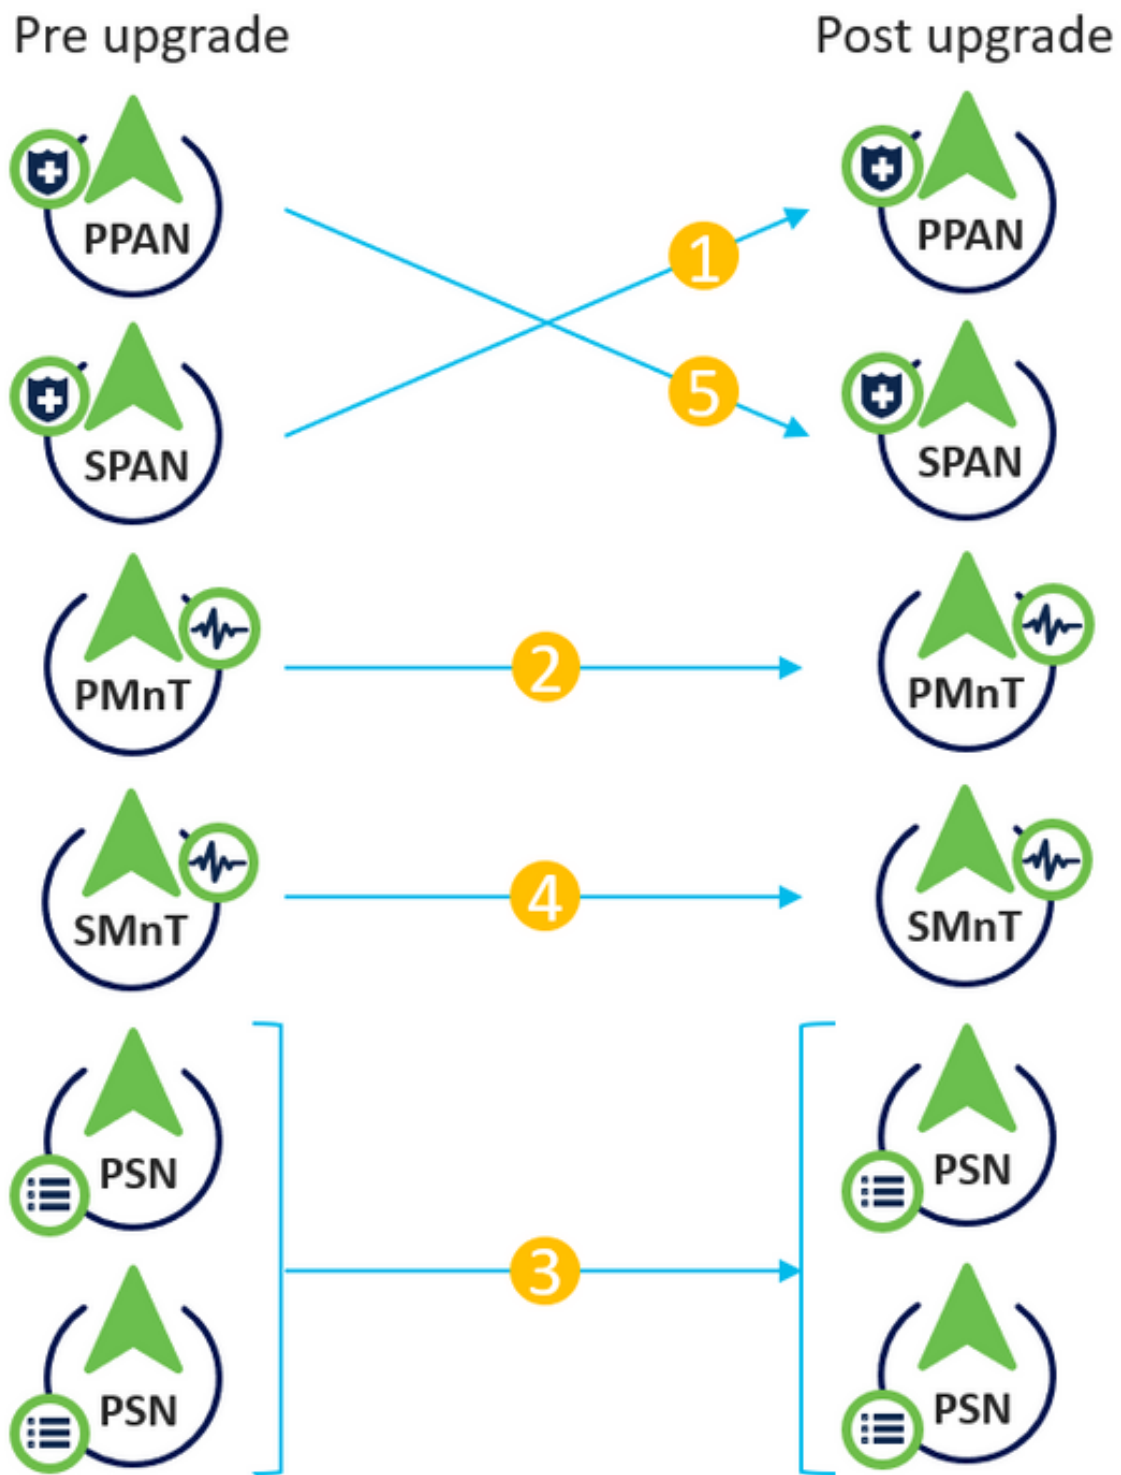 Pre upgrade
Post upgrade
PPAN
1
PPAN
SPAN
5
SPAN
PMnT
2
PMnT
SMnT
4
SMnT
PSN
PSN
3
PSN
PSN